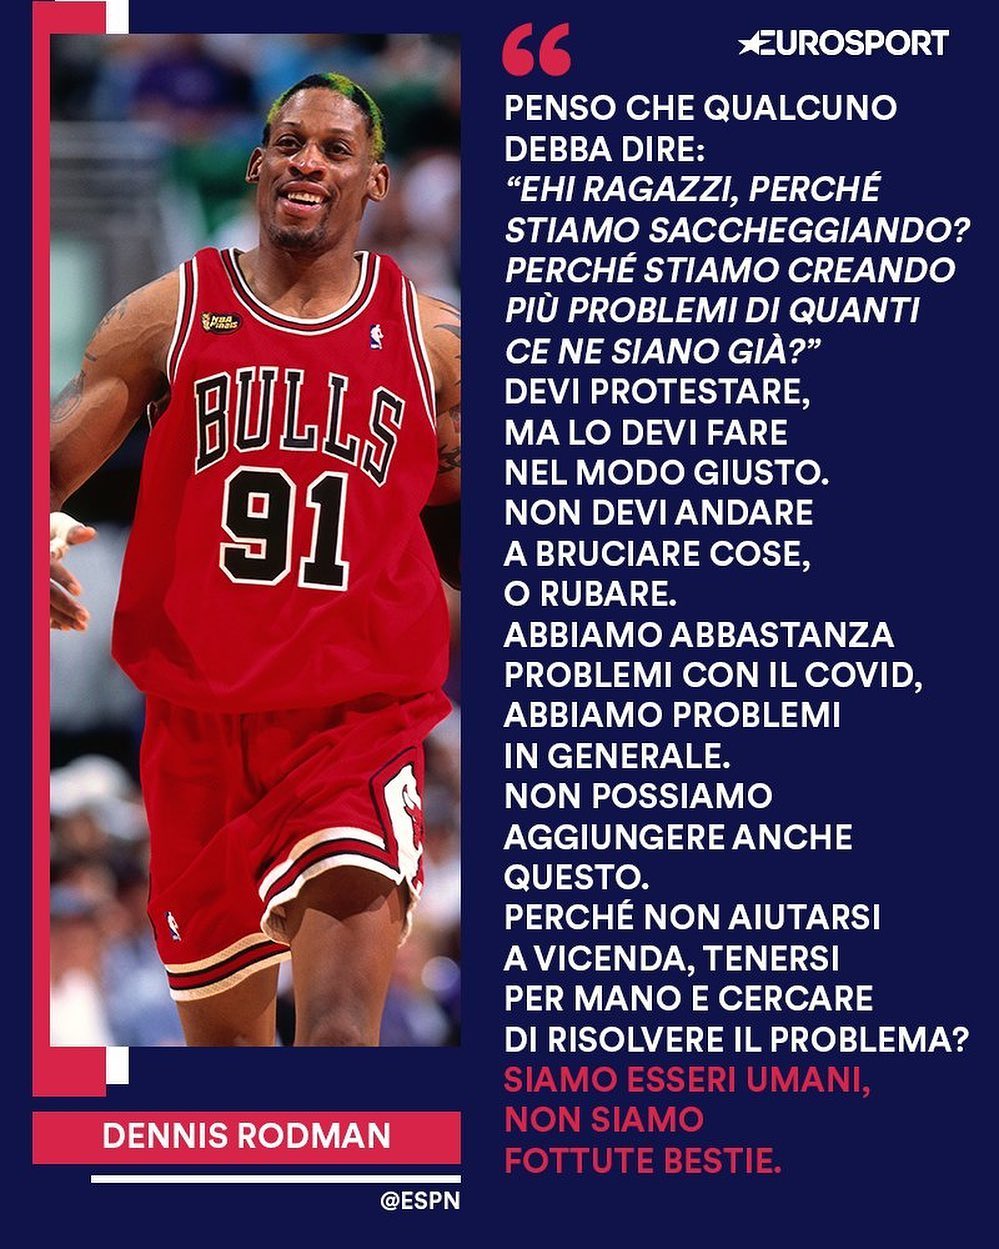 EUROSPORT
PENSO CHE QUALCUNO
DEBBA DIRE:
“EHI RAGAZZI, PERCHÉ
STIAMO SACCHEGGIANDO?
PERCHÉ STIAMO CREANDO
PIÙ PROBLEMI DI QUANTI
CE NE SIANO GIÀ?”
DEVI PROTESTARE,
MA LO DEVI FARE
NEL MODO GIUSTO.
NON DEVI ANDARE
A BRUCIARE COSE,
O RUBARE.
ABBIAMO ABBASTANZA
PROBLEMI CON IL COVID,
ABBIAMO PROBLEMI
IN GENERALE.
NON POSSIAMO
AGGIUNGERE ANCHE
QUESTO.
PERCHÉ NON AIUTARSI
A VICENDA, TENERSI
PER MANO E CERCARE
DI RISOLVERE IL PROBLEMA?
SIAMO ESSERI UMANI,
NON SIAMO
FOTTUTE BESTIE.
NBA
Finals
BULLS
91
DENNIS RODMAN
@ESPN